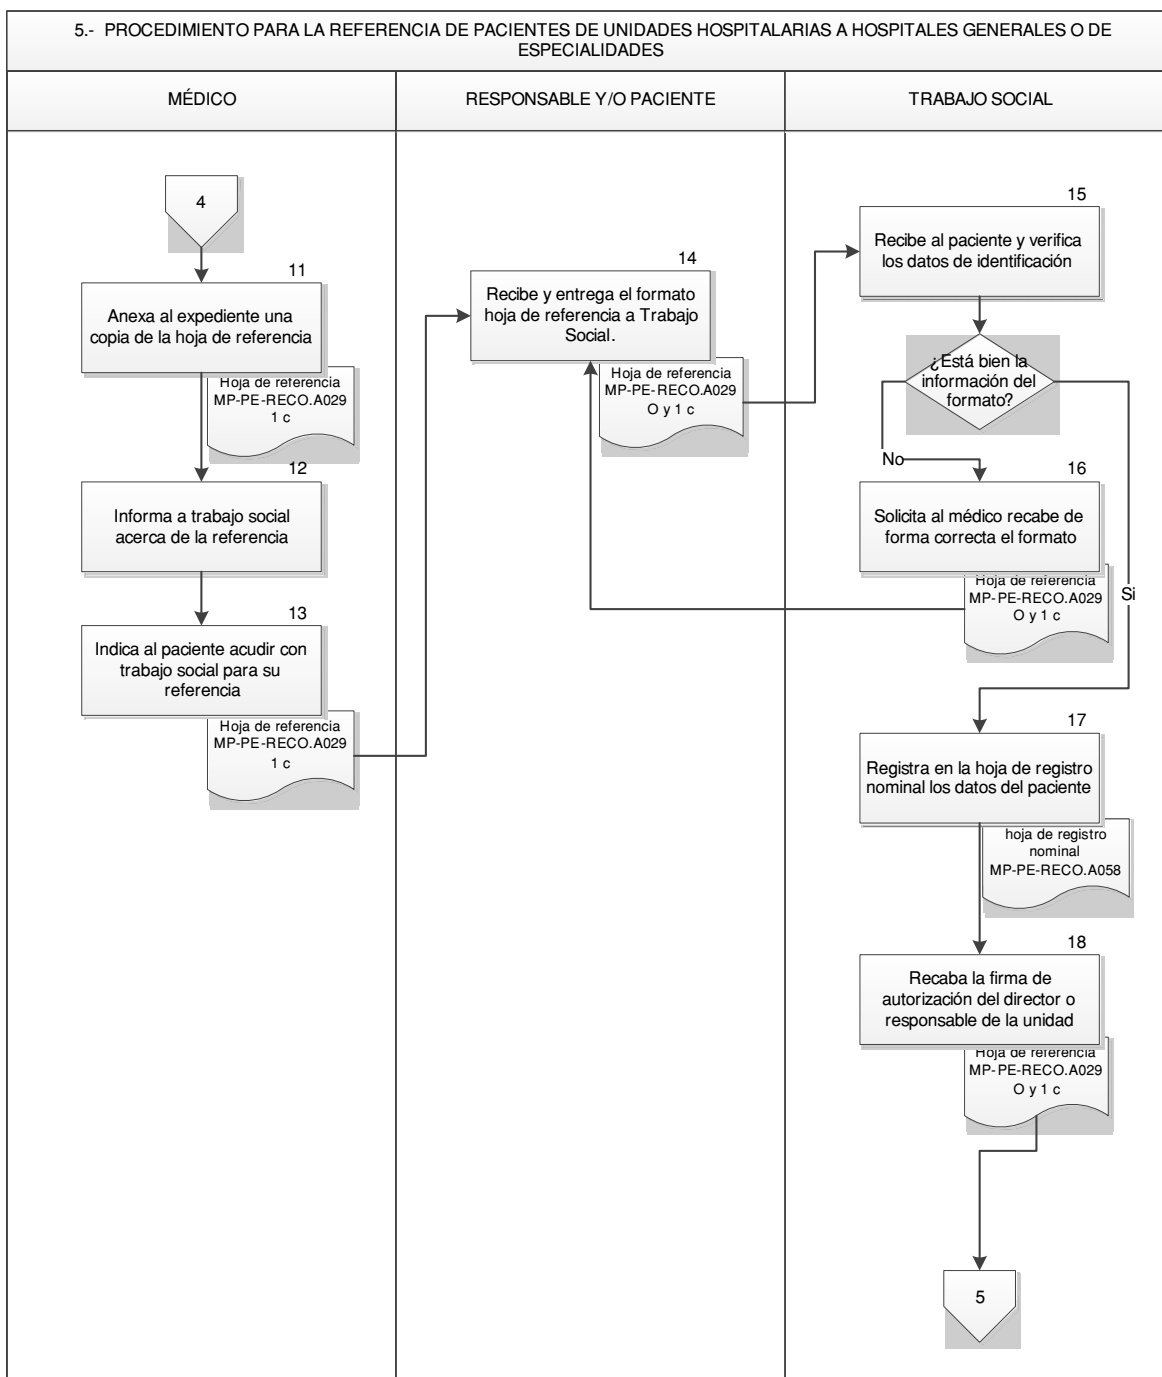 5.- PROCEDIMIENTO PARA LA REFERENCIA DE PACIENTES DE UNIDADES HOSPITALARIAS A HOSPITALES GENERALES O DE
ESPECIALIDADES
MÉDICO
RESPONSABLE Y/O PACIENTE
TRABAJO SOCIAL
4
11
Anexa al expediente una
copia de la hoja de referencia
Hoja de referencia
MP-PE-RECO.A029
1 c
12
Informa a trabajo social
acerca de la referencia
13
Indica al paciente acudir con
trabajo social para su
referencia
Hoja de referencia
MP-PE-RECO.A029
1 c
14
Recibe y entrega el formato
hoja de referencia a Trabajo
Social.
Hoja de referencia
MP-PE-RECO.A029
O y 1 c
15
Recibe al paciente y verifica
los datos de identificación
¿Está bien la
información del
formato?
No
16
Solicita al médico recabe de
forma correcta el formato
Hoja de referencia
MP-PE-RECO.A029
O y 1 c
Si
17
Registra en la hoja de registro
nominal los datos del paciente
hoja de registro
nominal
MP-PE-RECO.A058
18
Recaba la firma de
autorización del director o
responsable de la unidad
Hoja de referencia
MP-PE-RECO.A029
O y 1 c
5